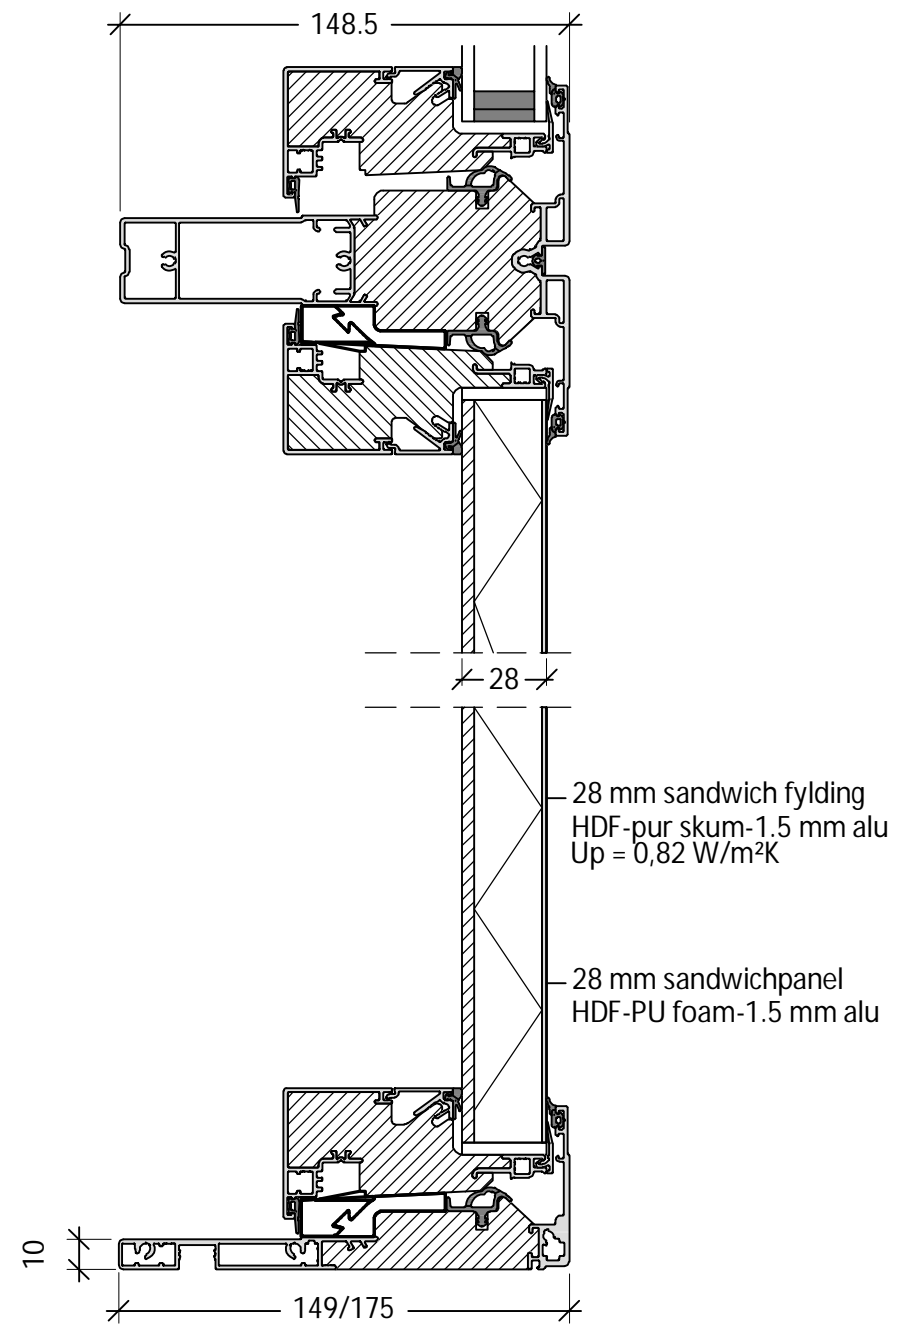 148.5
28
28 mm sandwich fylding
HDF-pur skum-1.5 mm alu
Up = 0,82 W/m²K
28 mm sandwichpanel
HDF-PU foam-1.5 mm alu
10
149/175